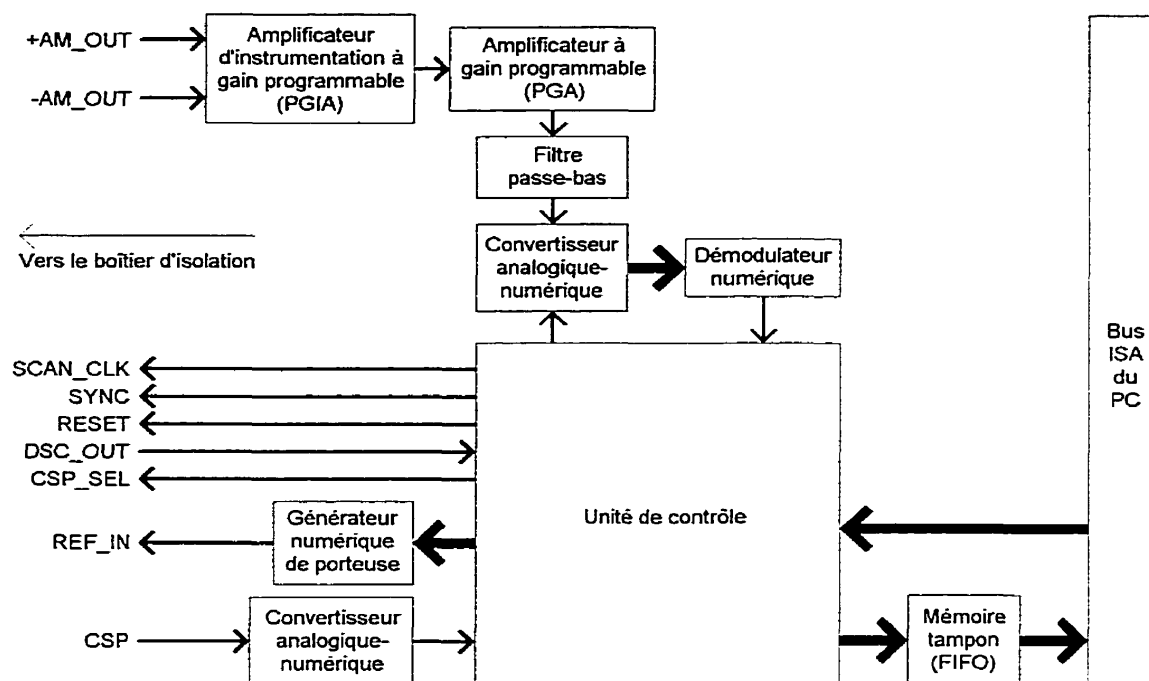 +AM_OUT
-AM_OUT
Amplificateur
d'instrumentation à
gain programmable
(PGIA)
Amplificateur à
gain programmable
(PGA)
Filtre
passe-bas
Vers le boîtier d'isolation
Convertisseur
analogique-
numérique
Démodulateur
numérique
Bus
ISA
du
PC
SCAN_CLK
SYNC
RESET
DSC_OUT
CSP_SEL
REF_IN
Générateur
numérique
de porteuse
Unité de contrôle
CSP
Convertisseur
analogique-
numérique
Mémoire
tampon
(FIFO)